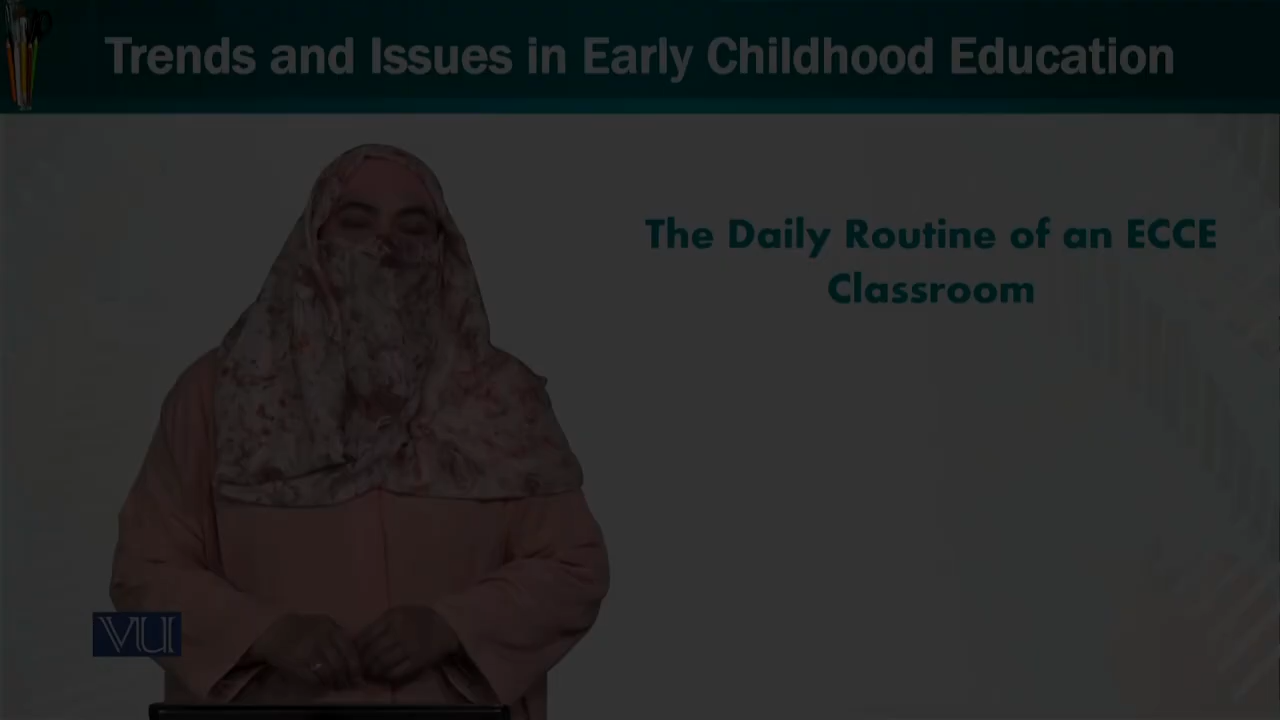 Trends and Issues in Early Childhood Education
The Daily Routine of an ECCE
Classroom
VU